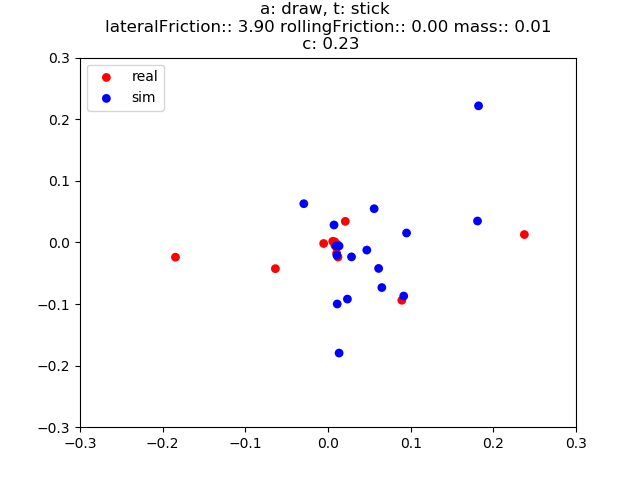 a: draw, t: stick
lateralFriction:: 3.90 rollingFriction:: 0.00 mass:: 0.01
c: 0.23
real
sim
0.3
0.2
0.1
0.0
−0.1
−0.2
−0.3
−0.3 −0.2 −0.1 0.0 0.1 0.2 0.3